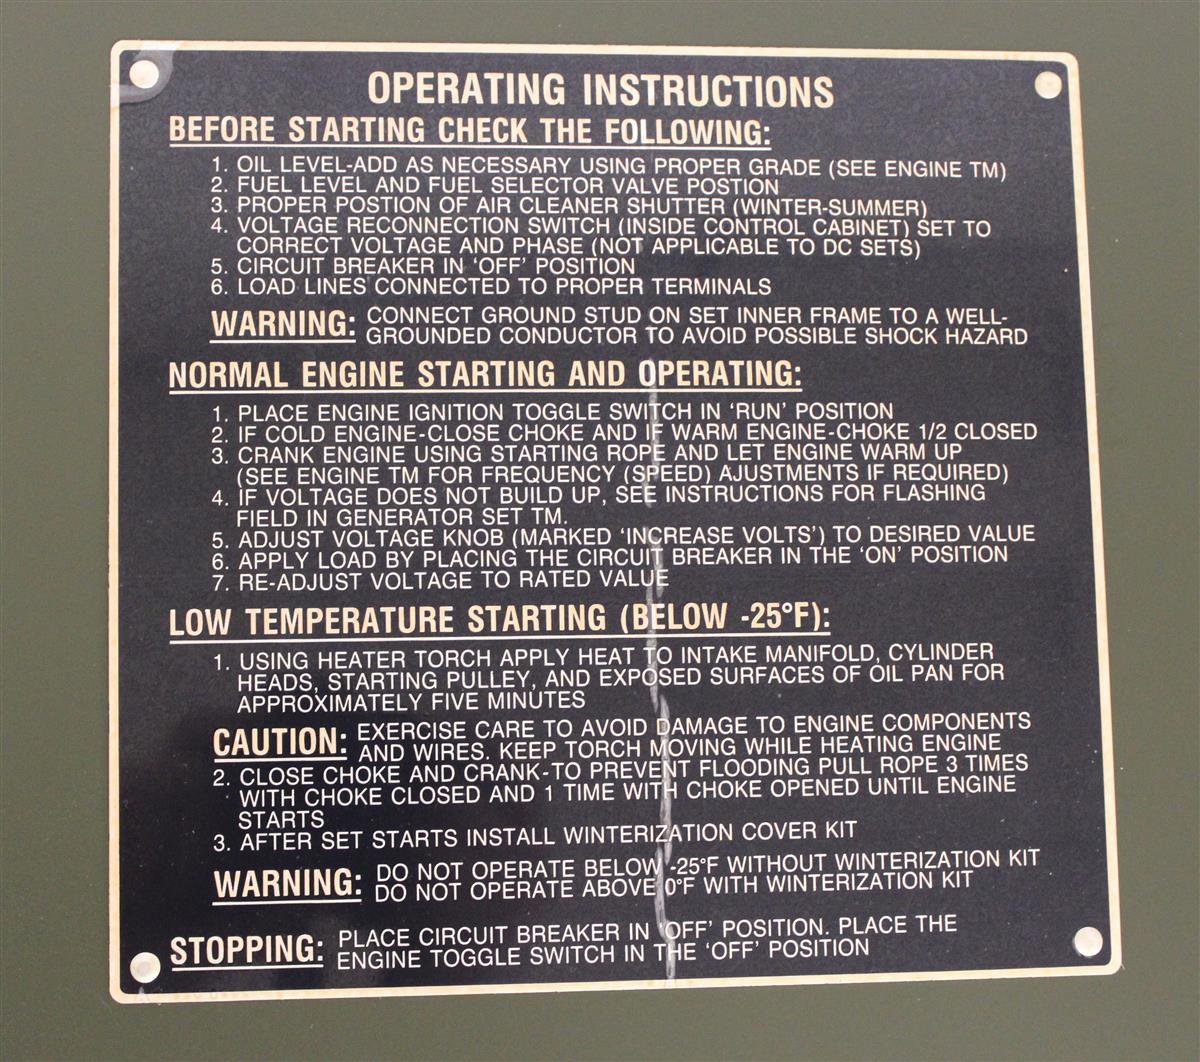 OPERATING INSTRUCTIONS
BEFORE STARTING CHECK THE FOLLOWING:
1. OIL LEVEL-ADD AS NECESSARY USING PROPER GRADE (SEE ENGINE TM)
2. FUEL LEVEL AND FUEL SELECTOR VALVE POSTION
3. PROPER POSTION OF AIR CLEANER SHUTTER (WINTER-SUMMER)
4. VOLTAGE RECONNECTION SWITCH (INSIDE CONTROL CABINET) SET TO
CORRECT VOLTAGE AND PHASE (NOT APPLICABLE TO DC SETS)
5. CIRCUIT BREAKER IN 'OFF' POSITION
6. LOAD LINES CONNECTED TO PROPER TERMINALS
WARNING: CONNECT GROUND STUD ON SET INNER FRAME TO A WELL-
GROUNDED CONDUCTOR TO AVOID POSSIBLE SHOCK HAZARD
NORMAL ENGINE STARTING AND OPERATING:
1. PLACE ENGINE IGNITION TOGGLE SWITCH IN 'RUN' POSITION
2. IF COLD ENGINE-CLOSE CHOKE AND IF WARM ENGINE-CHOKE 1/2 CLOSED
3. CRANK ENGINE USING STARTING ROPE AND LET ENGINE WARM UP
(SEE ENGINE TM FOR FREQUENCY (SPEED) AJUSTMENTS IF REQUIRED)
4. IF VOLTAGE DOES NOT BUILD UP, SEE INSTRUCTIONS FOR FLASHING
FIELD IN GENERATOR SET TM.
5. ADJUST VOLTAGE KNOB (MARKED 'INCREASE VOLTS') TO DESIRED VALUE
6. APPLY LOAD BY PLACING THE CIRCUIT BREAKER IN THE 'ON' POSITION
7. RE-ADJUST VOLTAGE TO RATED VALUE
LOW TEMPERATURE STARTING (BELOW -25°F):
1. USING HEATER TORCH APPLY HEAT TO INTAKE MANIFOLD, CYLINDER
HEADS, STARTING PULLEY, AND EXPOSED SURFACES OF OIL PAN FOR
APPROXIMATELY FIVE MINUTES
CAUTION: EXERCISE CARE TO AVOID DAMAGE TO ENGINE COMPONENTS
AND WIRES. KEEP TORCH MOVING WHILE HEATING ENGINE
2. CLOSE CHOKE AND CRANK-TO PREVENT FLOODING PULL ROPE 3 TIMES
WITH CHOKE CLOSED AND 1 TIME WITH CHOKE OPENED UNTIL ENGINE
STARTS
3. AFTER SET STARTS INSTALL WINTERIZATION COVER KIT
WARNING: DO NOT OPERATE BELOW -25°F WITHOUT WINTERIZATION KIT
DO NOT OPERATE ABOVE 0°F WITH WINTERIZATION KIT
STOPPING: PLACE CIRCUIT BREAKER IN 'OFF' POSITION. PLACE THE
ENGINE TOGGLE SWITCH IN THE 'OFF' POSITION